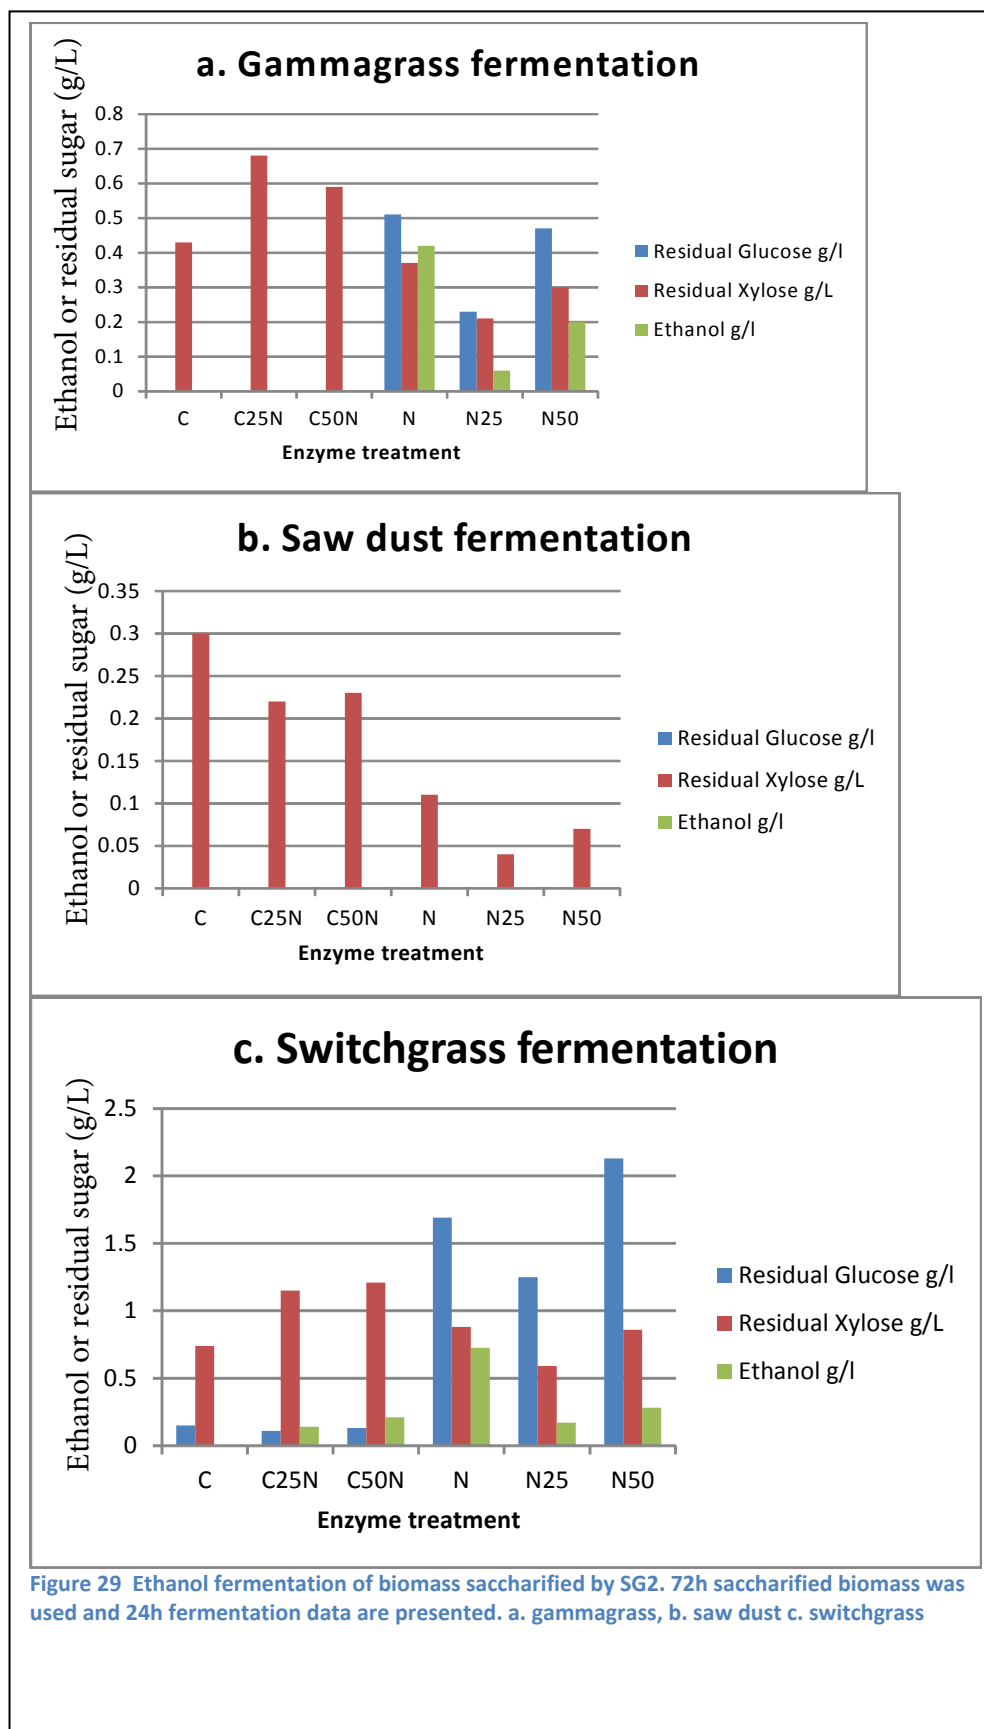 a. Gammagrass fermentation
Ethanol or residual sugar (g/L)
0.8
0.7
0.6
0.5
0.4
0.3
0.2
0.1
0
C C25N C50N N N25 N50
Enzyme treatment
Residual Glucose g/l
Residual Xylose g/L
Ethanol g/l
b. Saw dust fermentation
Ethanol or residual sugar (g/L)
0.35
0.3
0.25
0.2
0.15
0.1
0.05
0
C C25N C50N N N25 N50
Enzyme treatment
Residual Glucose g/l
Residual Xylose g/L
Ethanol g/l
c. Switchgrass fermentation
Ethanol or residual sugar (g/L)
2.5
2
1.5
1
0.5
0
C C25N C50N N N25 N50
Enzyme treatment
Residual Glucose g/l
Residual Xylose g/L
Ethanol g/l
Figure 29 Ethanol fermentation of biomass saccharified by SG2. 72h saccharified biomass was
used and 24h fermentation data are presented. a. gammagrass, b. saw dust c. switchgrass